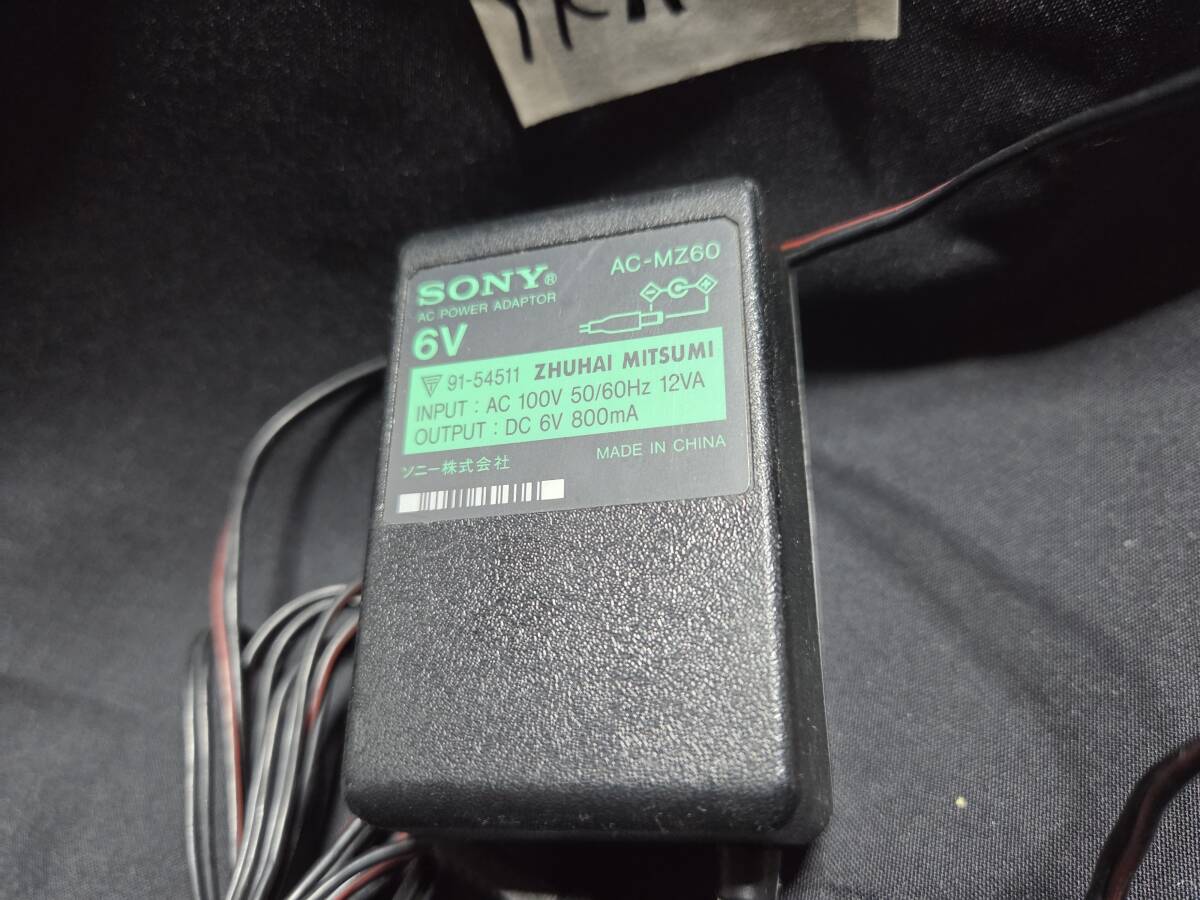 SONY®
AC-MZ60
AC POWER ADAPTOR
6V
91-54511 ZHUHAI MITSUMI
INPUT : AC 100V 50/60Hz 12VA
OUTPUT : DC 6V 800mA
ソニー株式会社
MADE IN CHINA